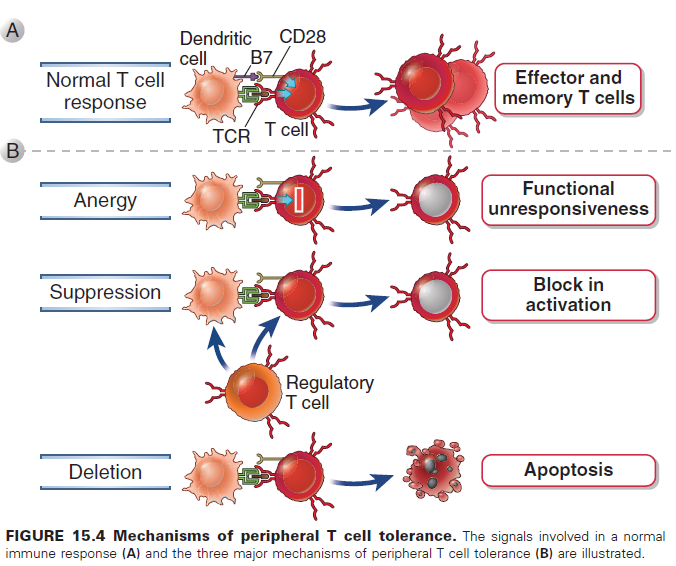 A
Dendritic
cell
CD28
B7
Normal T cell
response
TCR
T cell
Effector and
memory T cells
B
Anergy
Functional
unresponsiveness
Suppression
Block in
activation
Regulatory
T cell
Deletion
Apoptosis
FIGURE 15.4 Mechanisms of peripheral T cell tolerance. The signals involved in a normal
immune response (A) and the three major mechanisms of peripheral T cell tolerance (B) are illustrated.